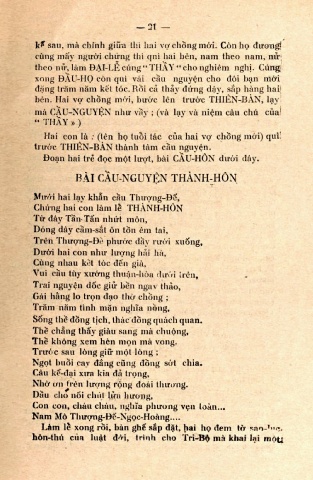 — 21 —
kế sau, mà chính giữa thì hai vợ chồng mới. Còn họ đương
cùng mấy người chứng thì quì hai bên, nam theo nam, nữ
theo nữ, làm ĐẠI-LỄ cúng "THẦY" cho nghiêm nghị. Cúng
xong ĐẦU-HỌ còn quì vái cầu nguyện cho đôi bạn mới
đặng trăm năm kết tóc. Rồi cả thảy đứng dậy, sắp hàng hai
bên. Hai vợ chồng mới, bước lên trước THIÊN-BÀN, lạy
mà CẦU-NGUYỆN như vầy ; (và lạy và niệm câu chú của
" THẦY »)
Hai con là : (tên họ tuổi tác của hai vợ chồng mới) quì
trước THIÊN-BÀN thành tâm cầu nguyện.
Đoạn hai trẻ đọc một lượt, bài CẦU-HÔN dưới đây.
BÀI CẦU-NGUYỆN THÀNH-HÔN
Mười hai lạy khẩn cầu Thượng-Đế,
Chứng hai con làm lễ THÀNH-HÔN
Từ đây Tân-Tấn nhứt môn,
Dóng dây cầm-sắt ôn tồn êm tai,
Trên Thượng-Đế phước đầy rưới xuống,
Dưới hai con như lượng hải hà,
Cùng nhau kết tóc đến già,
Vui câu tùy xướng thuận-hòa dưới trên,
Trai nguyện dốc giữ bền ngay thảo,
Gái hằng lo trọn đạo thờ chồng ;
Trăm năm tình mặn nghĩa nồng,
Sống thề đồng tịch, thác đồng quách quan.
Thề chẳng thấy giàu sang mà chuộng,
Thề không xem hèn mọn mà vong.
Trước sau lòng giữ một lòng ;
Ngọt buồi cay đắng cũng đồng sớt chia.
Câu kế-đại xưa kia đã trọng,
Nhờ ơn trên lượng rộng đoái thương.
Dầu cho nối chút lửa hương,
Con con, cháu cháu, nghĩa phương vẹn toàn...
Nam Mô Thượng-Đế-Ngọc-Hoàng....
Làm lễ xong rồi, bàn ghế sắp đặt, hai họ đem tờ
hôn-thú của luật đời, trình cho Tri-Bộ mà khai lại một